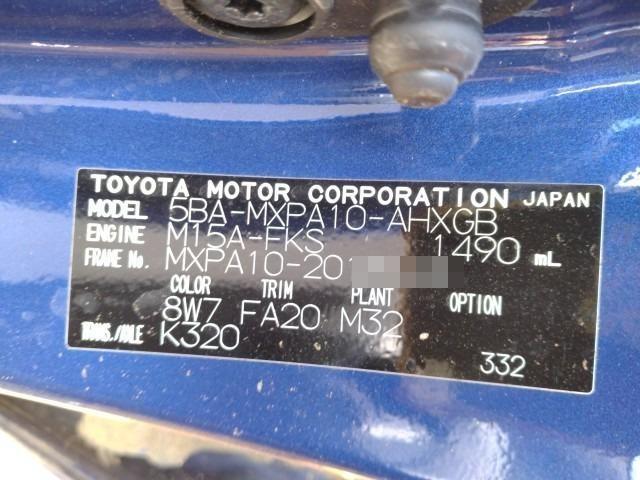 TOYOTA MOTOR CORPORATION JAPAN
MODEL 5BA-MXPA10-AHXGB
ENGINE M15A-FKS 1490 mL
FRAME No. MXPA10-201
COLOR TRIM PLANT OPTION
8W7 FA20 M32
TRANS./AXLE K320
332